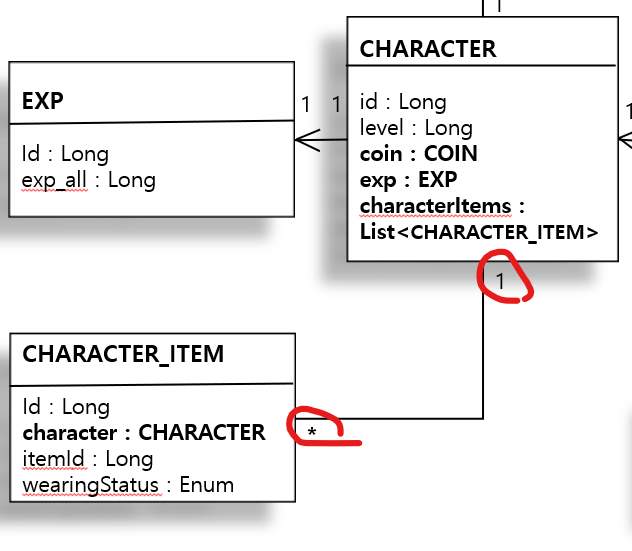 1
CHARACTER
EXP
1
1
id : Long
level : Long
coin : COIN
exp : EXP
characterItems :
List<CHARACTER_ITEM>
1
Id : Long
exp_all : Long
1
CHARACTER_ITEM
Id : Long
character : CHARACTER
itemId : Long
wearingStatus : Enum
*